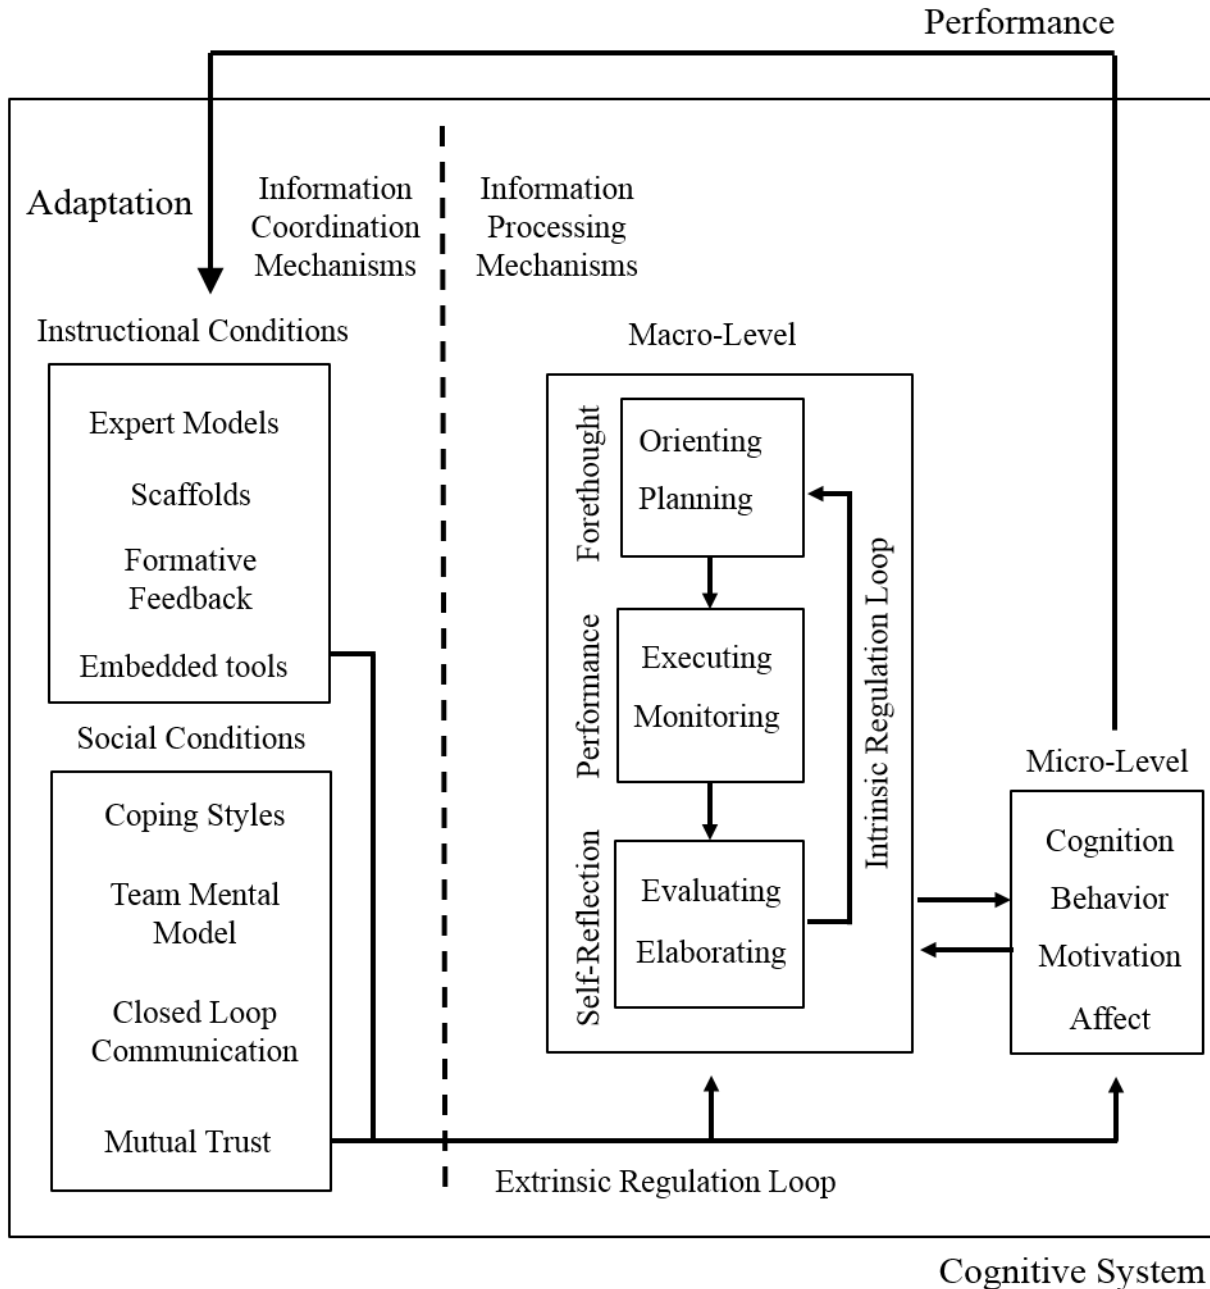 Performance
Adaptation
Information
Coordination
Mechanisms
Information
Processing
Mechanisms
Instructional Conditions
Expert Models
Scaffolds
Formative
Feedback
Embedded tools
Social Conditions
Coping Styles
Team Mental
Model
Closed Loop
Communication
Mutual Trust
Macro-Level
Forethought
Orienting
Planning
Performance
Executing
Monitoring
Self-Reflection
Evaluating
Elaborating
Intrinsic Regulation Loop
Micro-Level
Cognition
Behavior
Motivation
Affect
Extrinsic Regulation Loop
Cognitive System